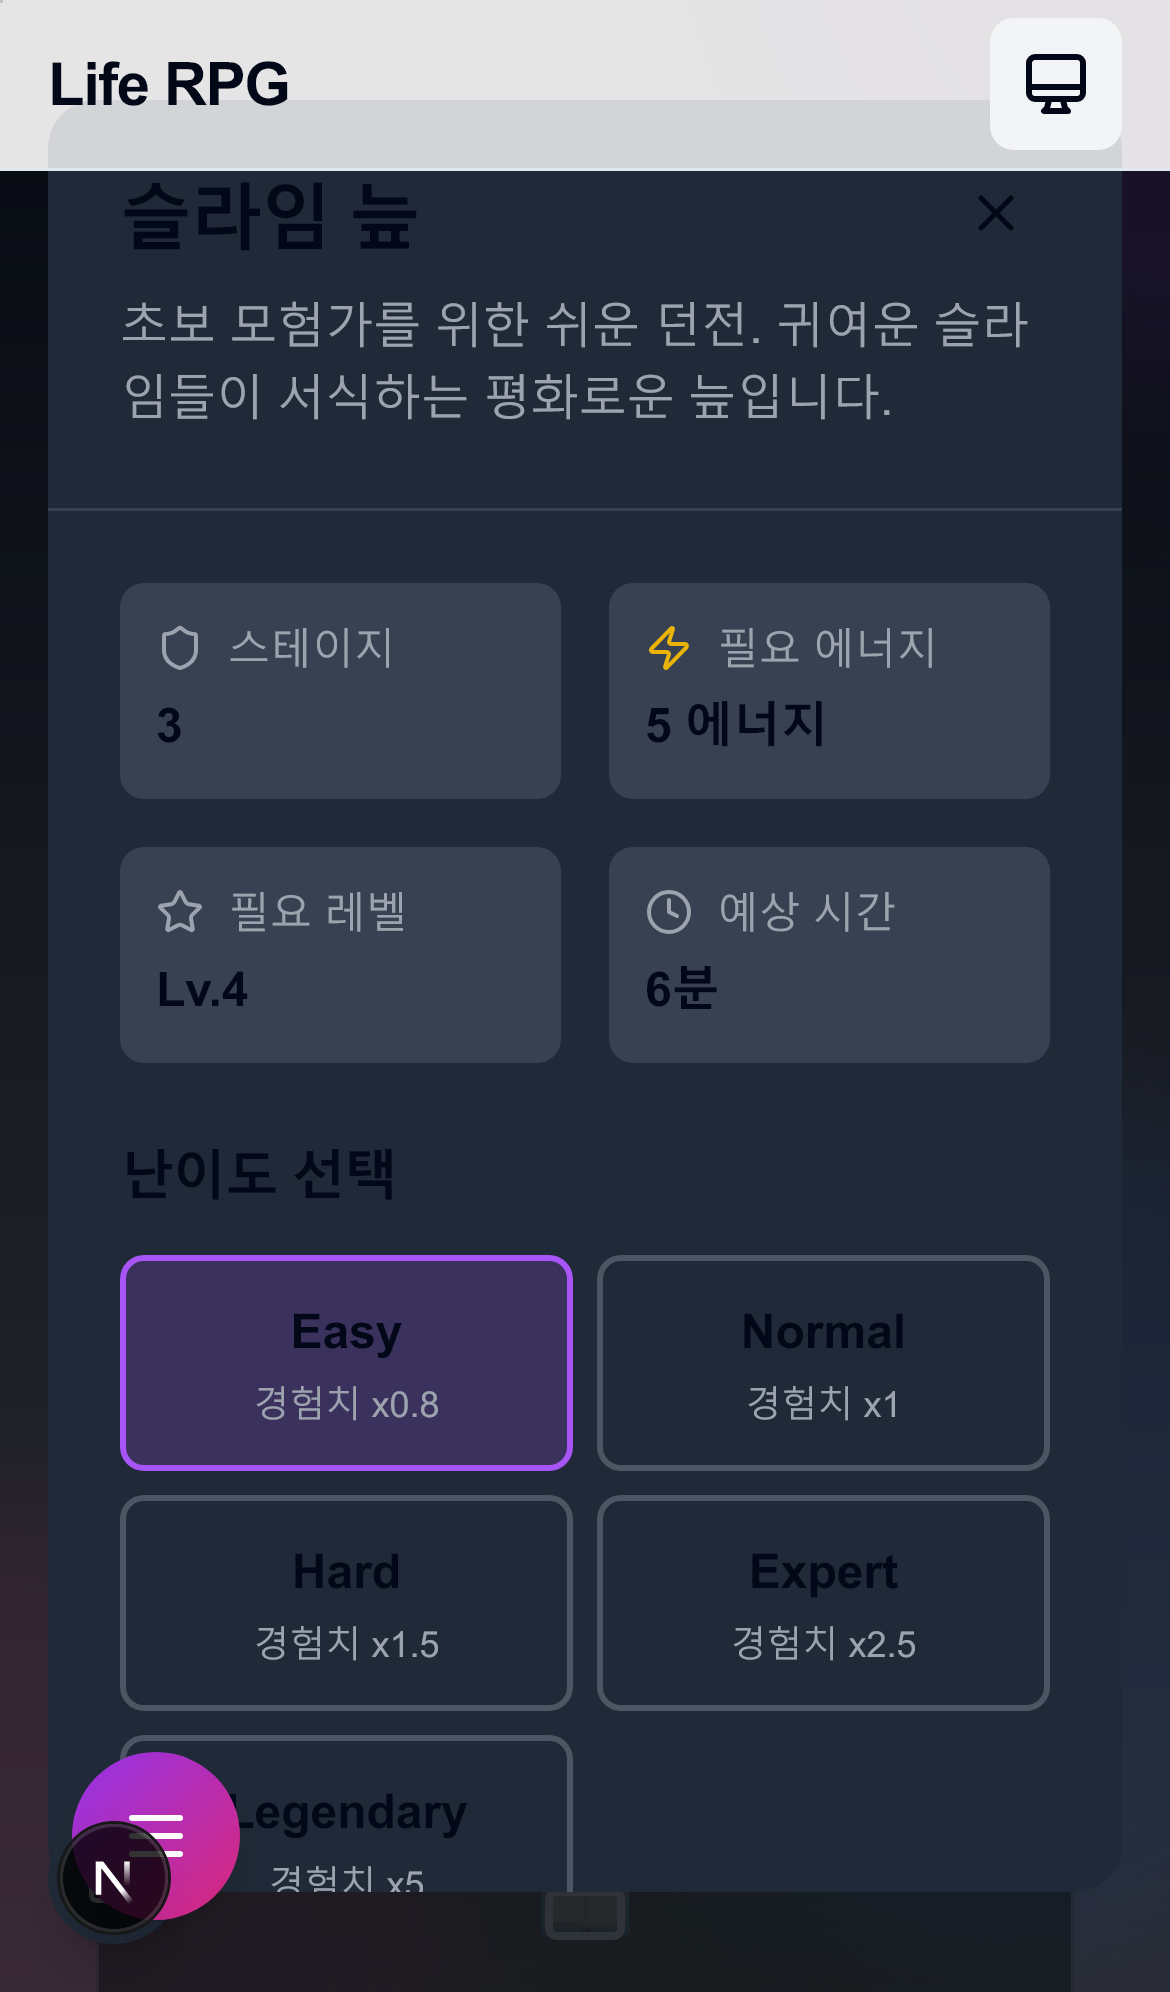 Life RPG
슬라임 늪
초보 모험가를 위한 쉬운 던전. 귀여운 슬라
임들이 서식하는 평화로운 늪입니다.
스테이지
3
필요 에너지
5 에너지
필요 레벨
Lv.4
예상 시간
6분
난이도 선택
Easy
경험치 x0.8
Normal
경험치 x1
Hard
경험치 x1.5
Expert
경험치 x2.5
Legendary
경험치 x5
N